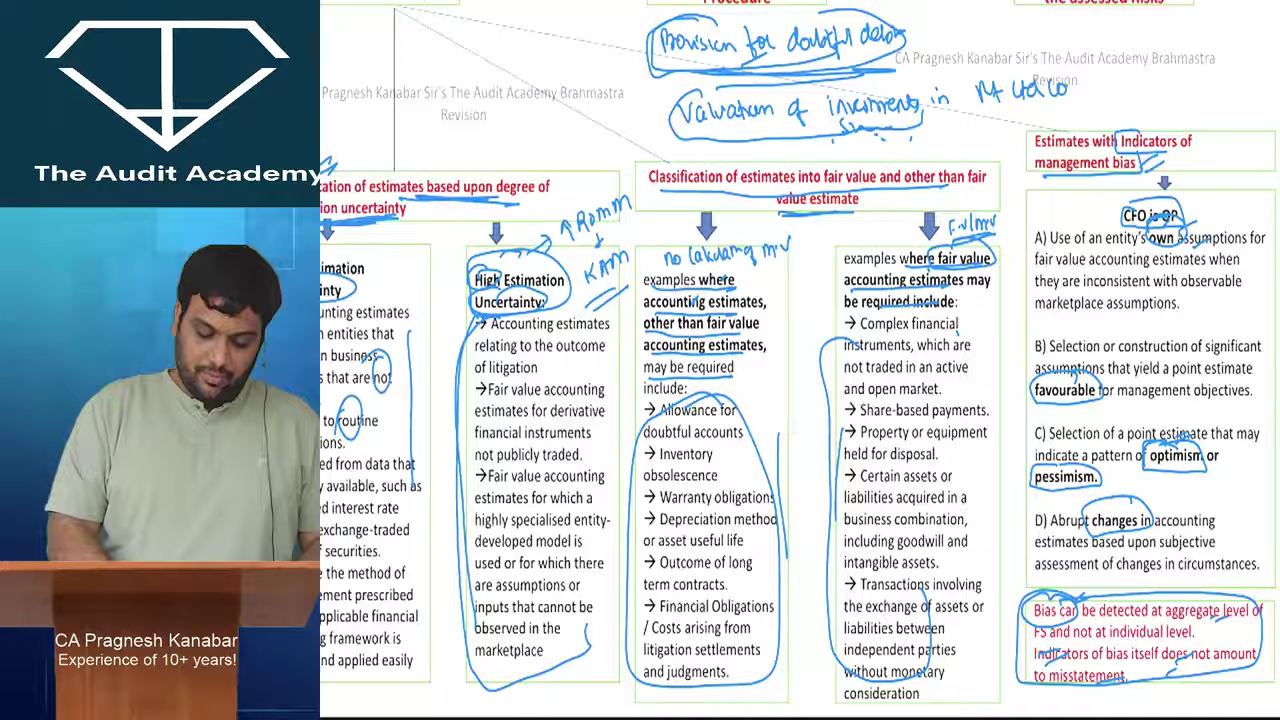 The Audit Academy
CA Pragnesh Kanabar
Experience of 10+ years!
Procedure
the assessed risks
Provision for doubtful debts
CA Pragnesh Kanabar Sir's The Audit Academy Brahmastra
Revision
Pragnesh Kanabar Sir's The Audit Academy Brahmastra
Revision
Valuation of investments in
cation of estimates based upon degree of
ion uncertainty
imation
nty
unting estimates
n entities that
n business
s that are not
to routine
ions.
ed from data that
y available, such as
d interest rate
exchange-traded
f securities.
e the method of
ement prescribed
pplicable financial
g framework is
nd applied easily
↑ ROMM
KAM
High Estimation
Uncertainty:
→ Accounting estimates
relating to the outcome
of litigation
→Fair value accounting
estimates for derivative
financial instruments
not publicly traded.
→Fair value accounting
estimates for which a
highly specialised entity-
developed model is
used or for which there
are assumptions or
inputs that cannot be
observed in the
marketplace
Classification of estimates into fair value and other than fair
value estimate
no calculating mv
examples where
accounting estimates,
other than fair value
accounting estimates,
may be required
include:
→ Allowance for
doubtful accounts
→ Inventory
obsolescence
→ Warranty obligations
→ Depreciation method
or asset useful life
→ Outcome of long
term contracts.
→ Financial Obligations
/ Costs arising from
litigation settlements
and judgments.
F.V/mv
examples where fair value
accounting estimates may
be required include:
→ Complex financial
instruments, which are
not traded in an active
and open market.
→ Share-based payments.
→ Property or equipment
held for disposal.
→ Certain assets or
liabilities acquired in a
business combination,
including goodwill and
intangible assets.
→ Transactions involving
the exchange of assets or
liabilities between
independent parties
without monetary
consideration
Estimates with Indicators of
management bias
CFO is OP
A) Use of an entity's own assumptions for
fair value accounting estimates when
they are inconsistent with observable
marketplace assumptions.
B) Selection or construction of significant
assumptions that yield a point estimate
favourable for management objectives.
C) Selection of a point estimate that may
indicate a pattern of optimism or
pessimism.
D) Abrupt changes in accounting
estimates based upon subjective
assessment of changes in circumstances.
Bias can be detected at aggregate level of
FS and not at individual level.
Indicators of bias itself does not amount
to misstatement.